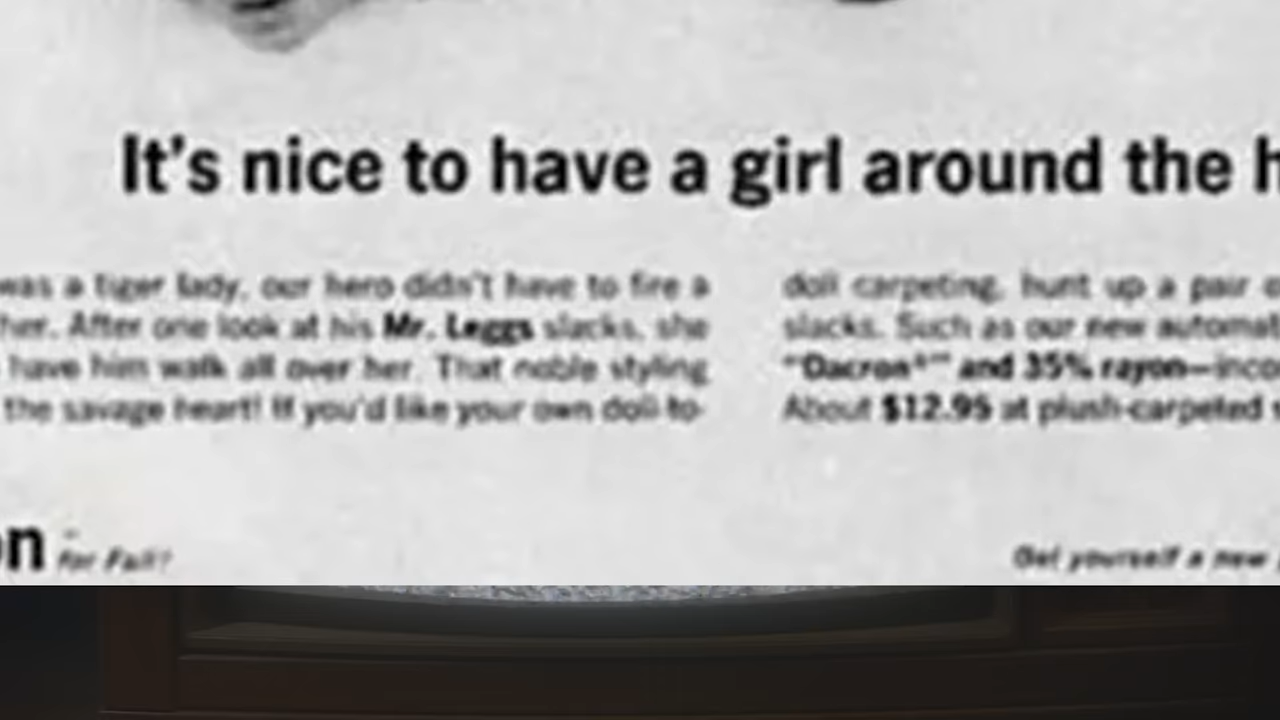 It's nice to have a girl around the h
was a tiger lady, our hero didn't have to fire a
her. After one look at his Mr. Leggs slacks, she
have him walk all over her. That noble styling
the savage heart! If you'd like your own doll-to-
doll carpeting, hunt up a pair o
slacks. Such as our new automat
"Dacron*" and 35% rayon—inco
About $12.95 at plush-carpeted
on
for Fall?
Get yourself a new